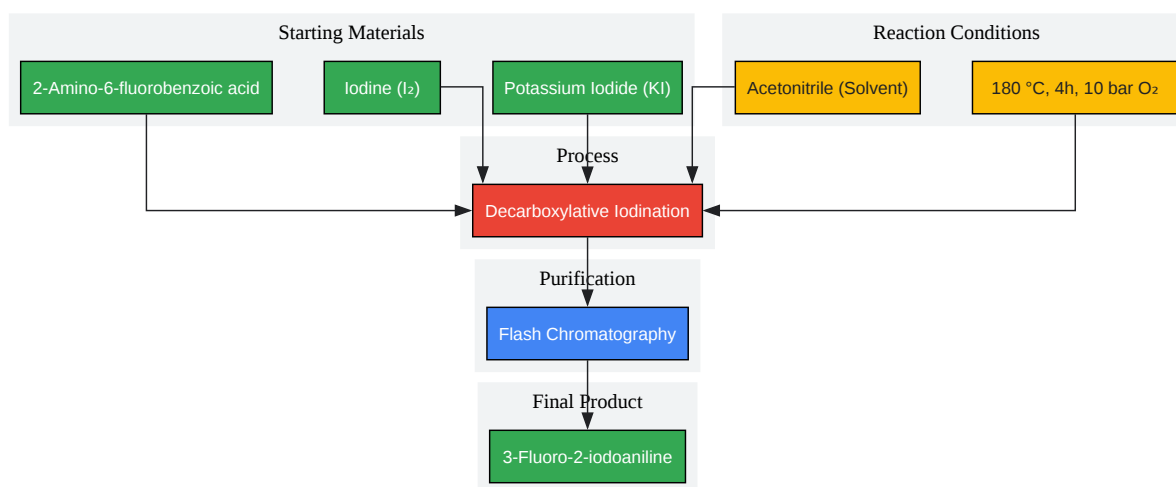 Starting Materials
Reaction Conditions
2-Amino-6-fluorobenzoic acid
Iodine (I₂)
Potassium Iodide (KI)
Acetonitrile (Solvent)
180 °C, 4h, 10 bar O₂
Process
Decarboxylative Iodination
Purification
Flash Chromatography
Final Product
3-Fluoro-2-iodoaniline